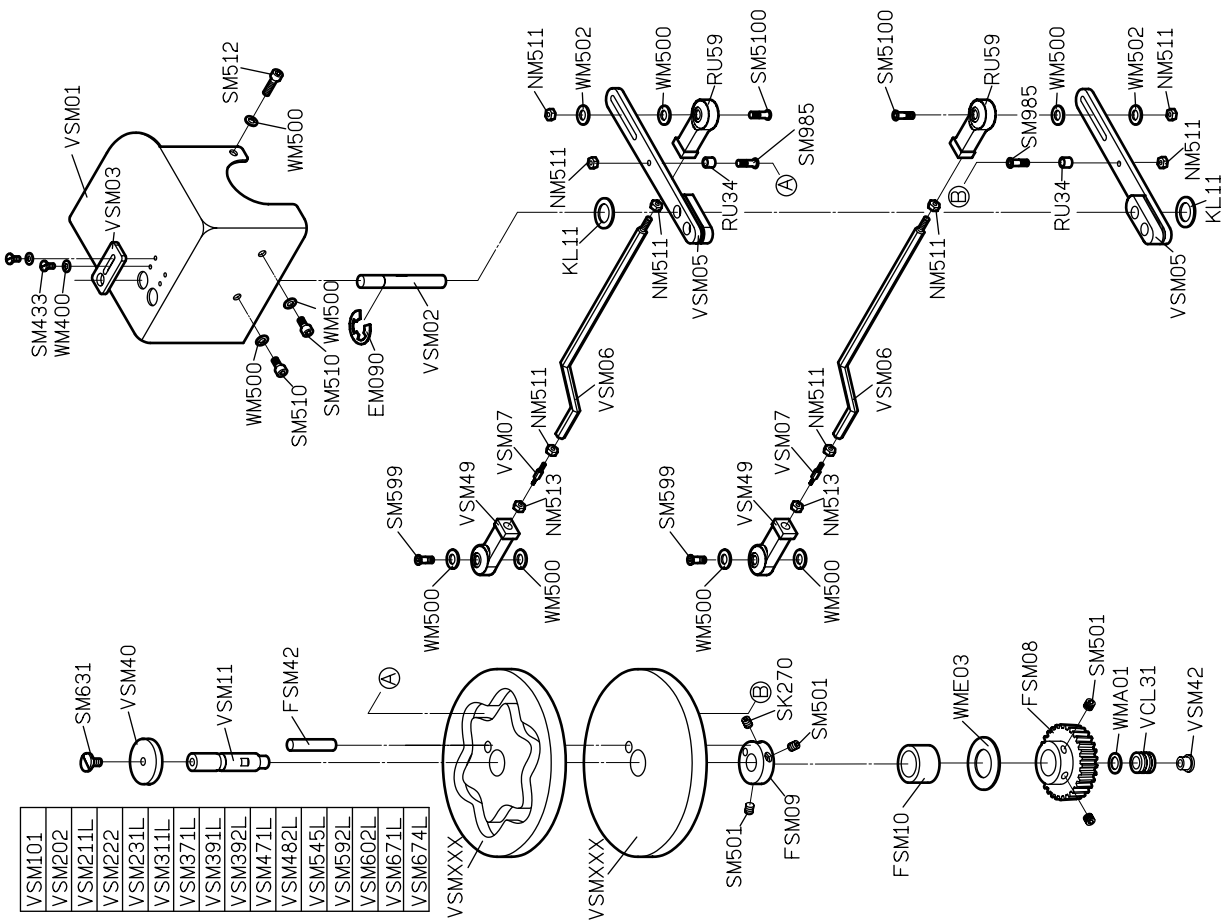 SM512
VSM01
WM500
VSM03
SM433
WM400
WM500
SM510
WM500
SM510
EM090
VSM02
NM511
WM502
WM500
RU59
SM5100
SM985
NM511
A
RU34
KL11
NM511
VSM05
VSM06
NM511
VSM07
NM513
VSM49
SM599
WM500
WM500
SM5100
RU59
WM500
WM502
NM511
SM985
NM511
B
RU34
KL11
NM511
VSM05
VSM06
NM511
VSM07
NM513
VSM49
SM599
WM500
WM500
SM631
VSM40
VSM11
FSM42
A
B
SK270
SM501
VSMXXX
VSMXXX
SM501
FSM09
FSM10
WME03
FSM08
SM501
WMA01
VCL31
VSM42
VSM101
VSM202
VSM211L
VSM222
VSM231L
VSM311L
VSM371L
VSM391L
VSM392L
VSM471L
VSM482L
VSM545L
VSM592L
VSM602L
VSM671L
VSM674L